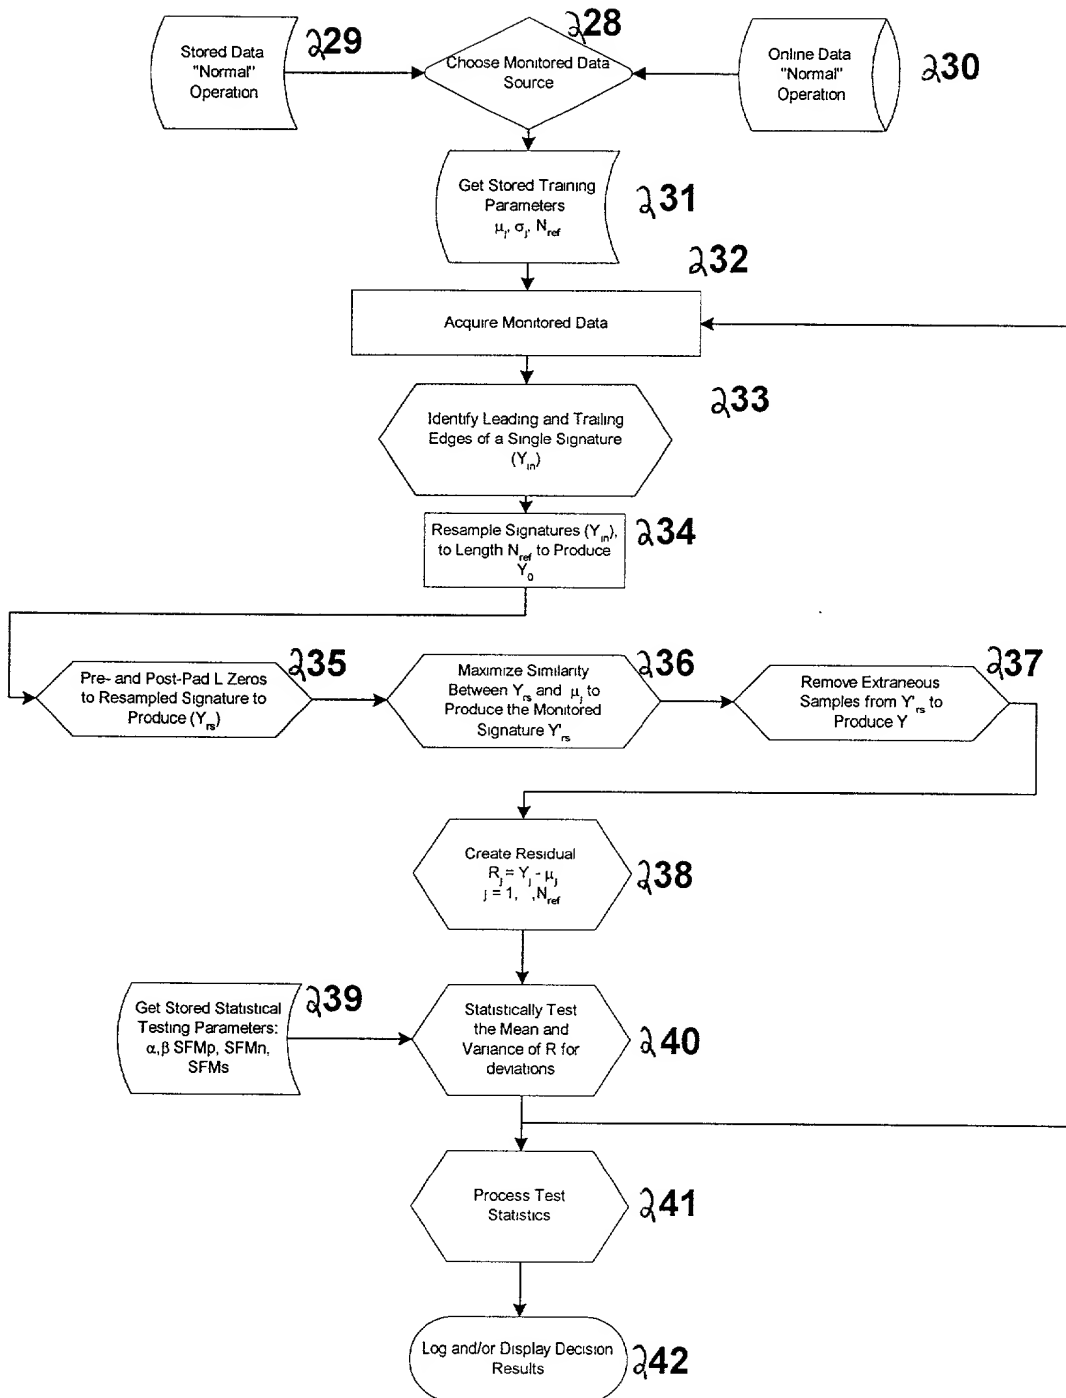 Stored Data
"Normal"
Operation
229
228
Choose Monitored Data
Source
Online Data
"Normal"
Operation
230
Get Stored Training
Parameters
μj, σj, Nref
231
232
Acquire Monitored Data
233
Identify Leading and Trailing
Edges of a Single Signature
(Yin)
Resample Signatures (Yin),
to Length Nref to Produce
Y0
234
Pre- and Post-Pad L Zeros
to Resampled Signature to
Produce (Yrs)
235
Maximize Similarity
Between Yrs and μj to
Produce the Monitored
Signature Y'rs
236
Remove Extraneous
Samples from Y'rs to
Produce Y
237
Create Residual
Rj = Yj - μj
j = 1, ,Nref
238
Get Stored Statistical
Testing Parameters:
α,β SFMp, SFMn,
SFMs
239
Statistically Test
the Mean and
Variance of R for
deviations
240
Process Test
Statistics
241
Log and/or Display Decision
Results
242